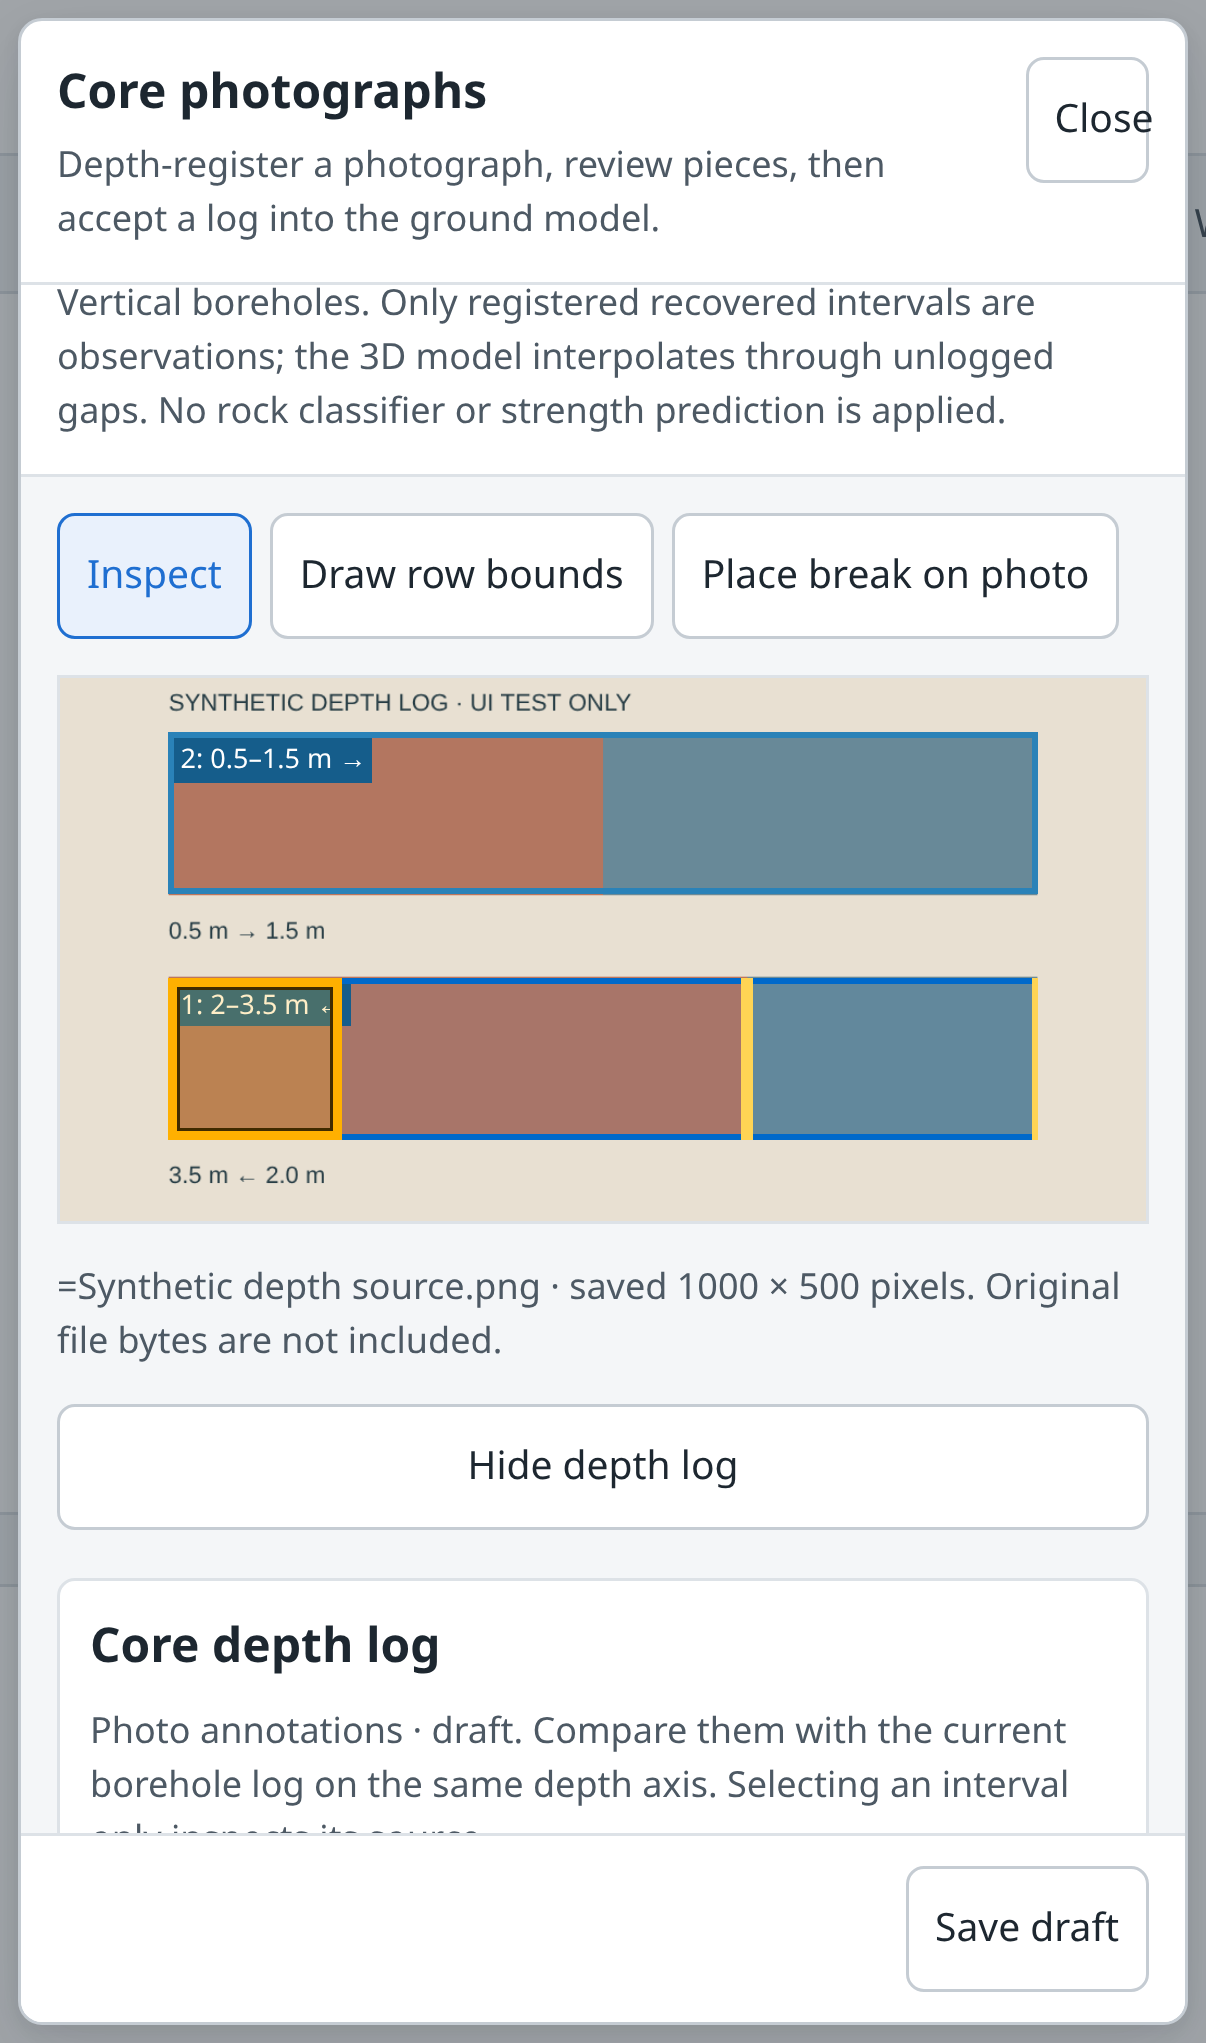 Core photographs
Close
Depth-register a photograph, review pieces, then
accept a log into the ground model.
Vertical boreholes. Only registered recovered intervals are
observations; the 3D model interpolates through unlogged
gaps. No rock classifier or strength prediction is applied.
Inspect
Draw row bounds
Place break on photo
SYNTHETIC DEPTH LOG · UI TEST ONLY
2: 0.5–1.5 m →
0.5 m → 1.5 m
1: 2–3.5 m ←
3.5 m ← 2.0 m
=Synthetic depth source.png · saved 1000 × 500 pixels. Original
file bytes are not included.
Hide depth log
Core depth log
Photo annotations · draft. Compare them with the current
borehole log on the same depth axis. Selecting an interval
only inspects its source
Save draft